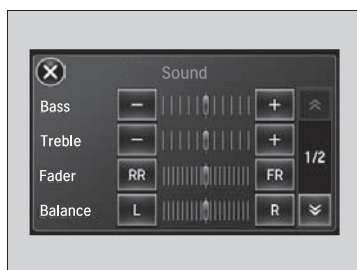 Sound
Bass − +
Treble − +
1/2
Fader RR FR
Balance L R